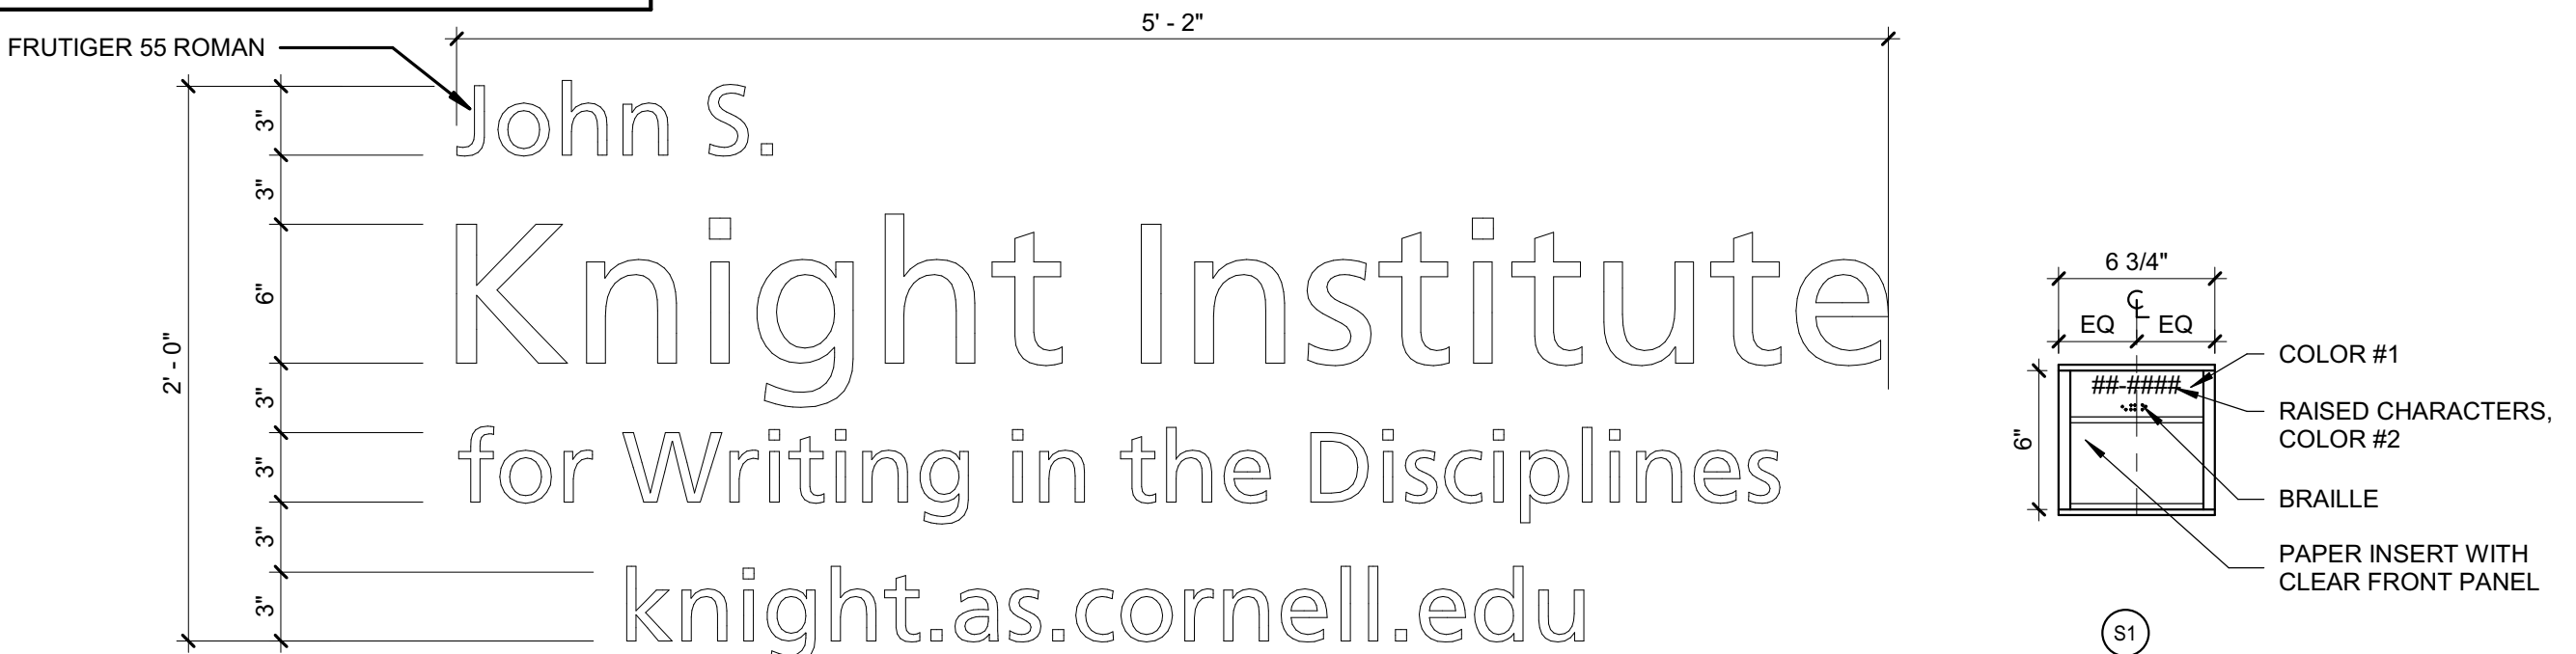 5' - 2"
FRUTIGER 55 ROMAN
John S.
Knight Institute
for Writing in the Disciplines
knight.as.cornell.edu
2' - 0"
3"
3"
6"
3"
3"
3"
3"
6 3/4"
EQ EQ
6"
##-####
COLOR #1
RAISED CHARACTERS,
COLOR #2
BRAILLE
PAPER INSERT WITH
CLEAR FRONT PANEL
S1